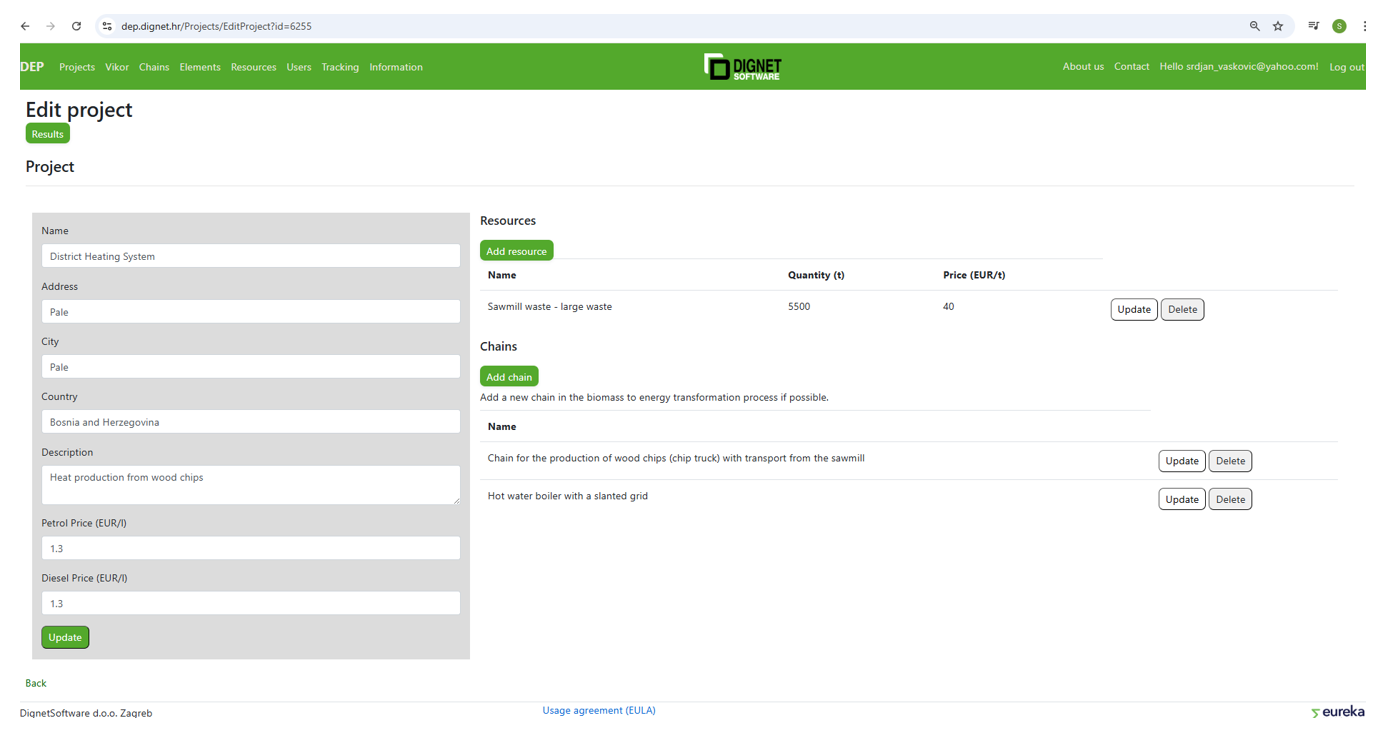 dep.dignet.hr/Projects/EditProject?id=6255
S
DEP Projects Vikor Chains Elements Resources Users Tracking Information
DIGNET
SOFTWARE
About us Contact Hello srdjan_vaskovic@yahoo.com! Log out
Edit project
Results
Project
Name
District Heating System
Address
Pale
City
Pale
Country
Bosnia and Herzegovina
Description
Heat production from wood chips
Petrol Price (EUR/l)
1.3
Diesel Price (EUR/l)
1.3
Update
Resources
Add resource
Name Quantity (t) Price (EUR/t)
Sawmill waste - large waste 5500 40 Update Delete
Chains
Add chain
Add a new chain in the biomass to energy transformation process if possible.
Name
Chain for the production of wood chips (chip truck) with transport from the sawmill Update Delete
Hot water boiler with a slanted grid Update Delete
Back
DignetSoftware d.o.o. Zagreb Usage agreement (EULA) eureka